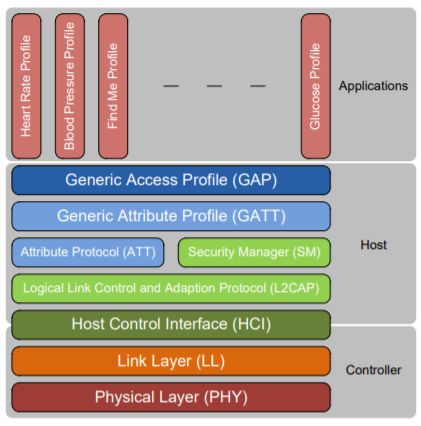 Heart Rate Profile
Blood Pressure Profile
Find Me Profile
Glucose Profile
Applications
Generic Access Profile (GAP)
Generic Attribute Profile (GATT)
Attribute Protocol (ATT)
Security Manager (SM)
Host
Logical Link Control and Adaption Protocol (L2CAP)
Host Control Interface (HCI)
Link Layer (LL)
Controller
Physical Layer (PHY)